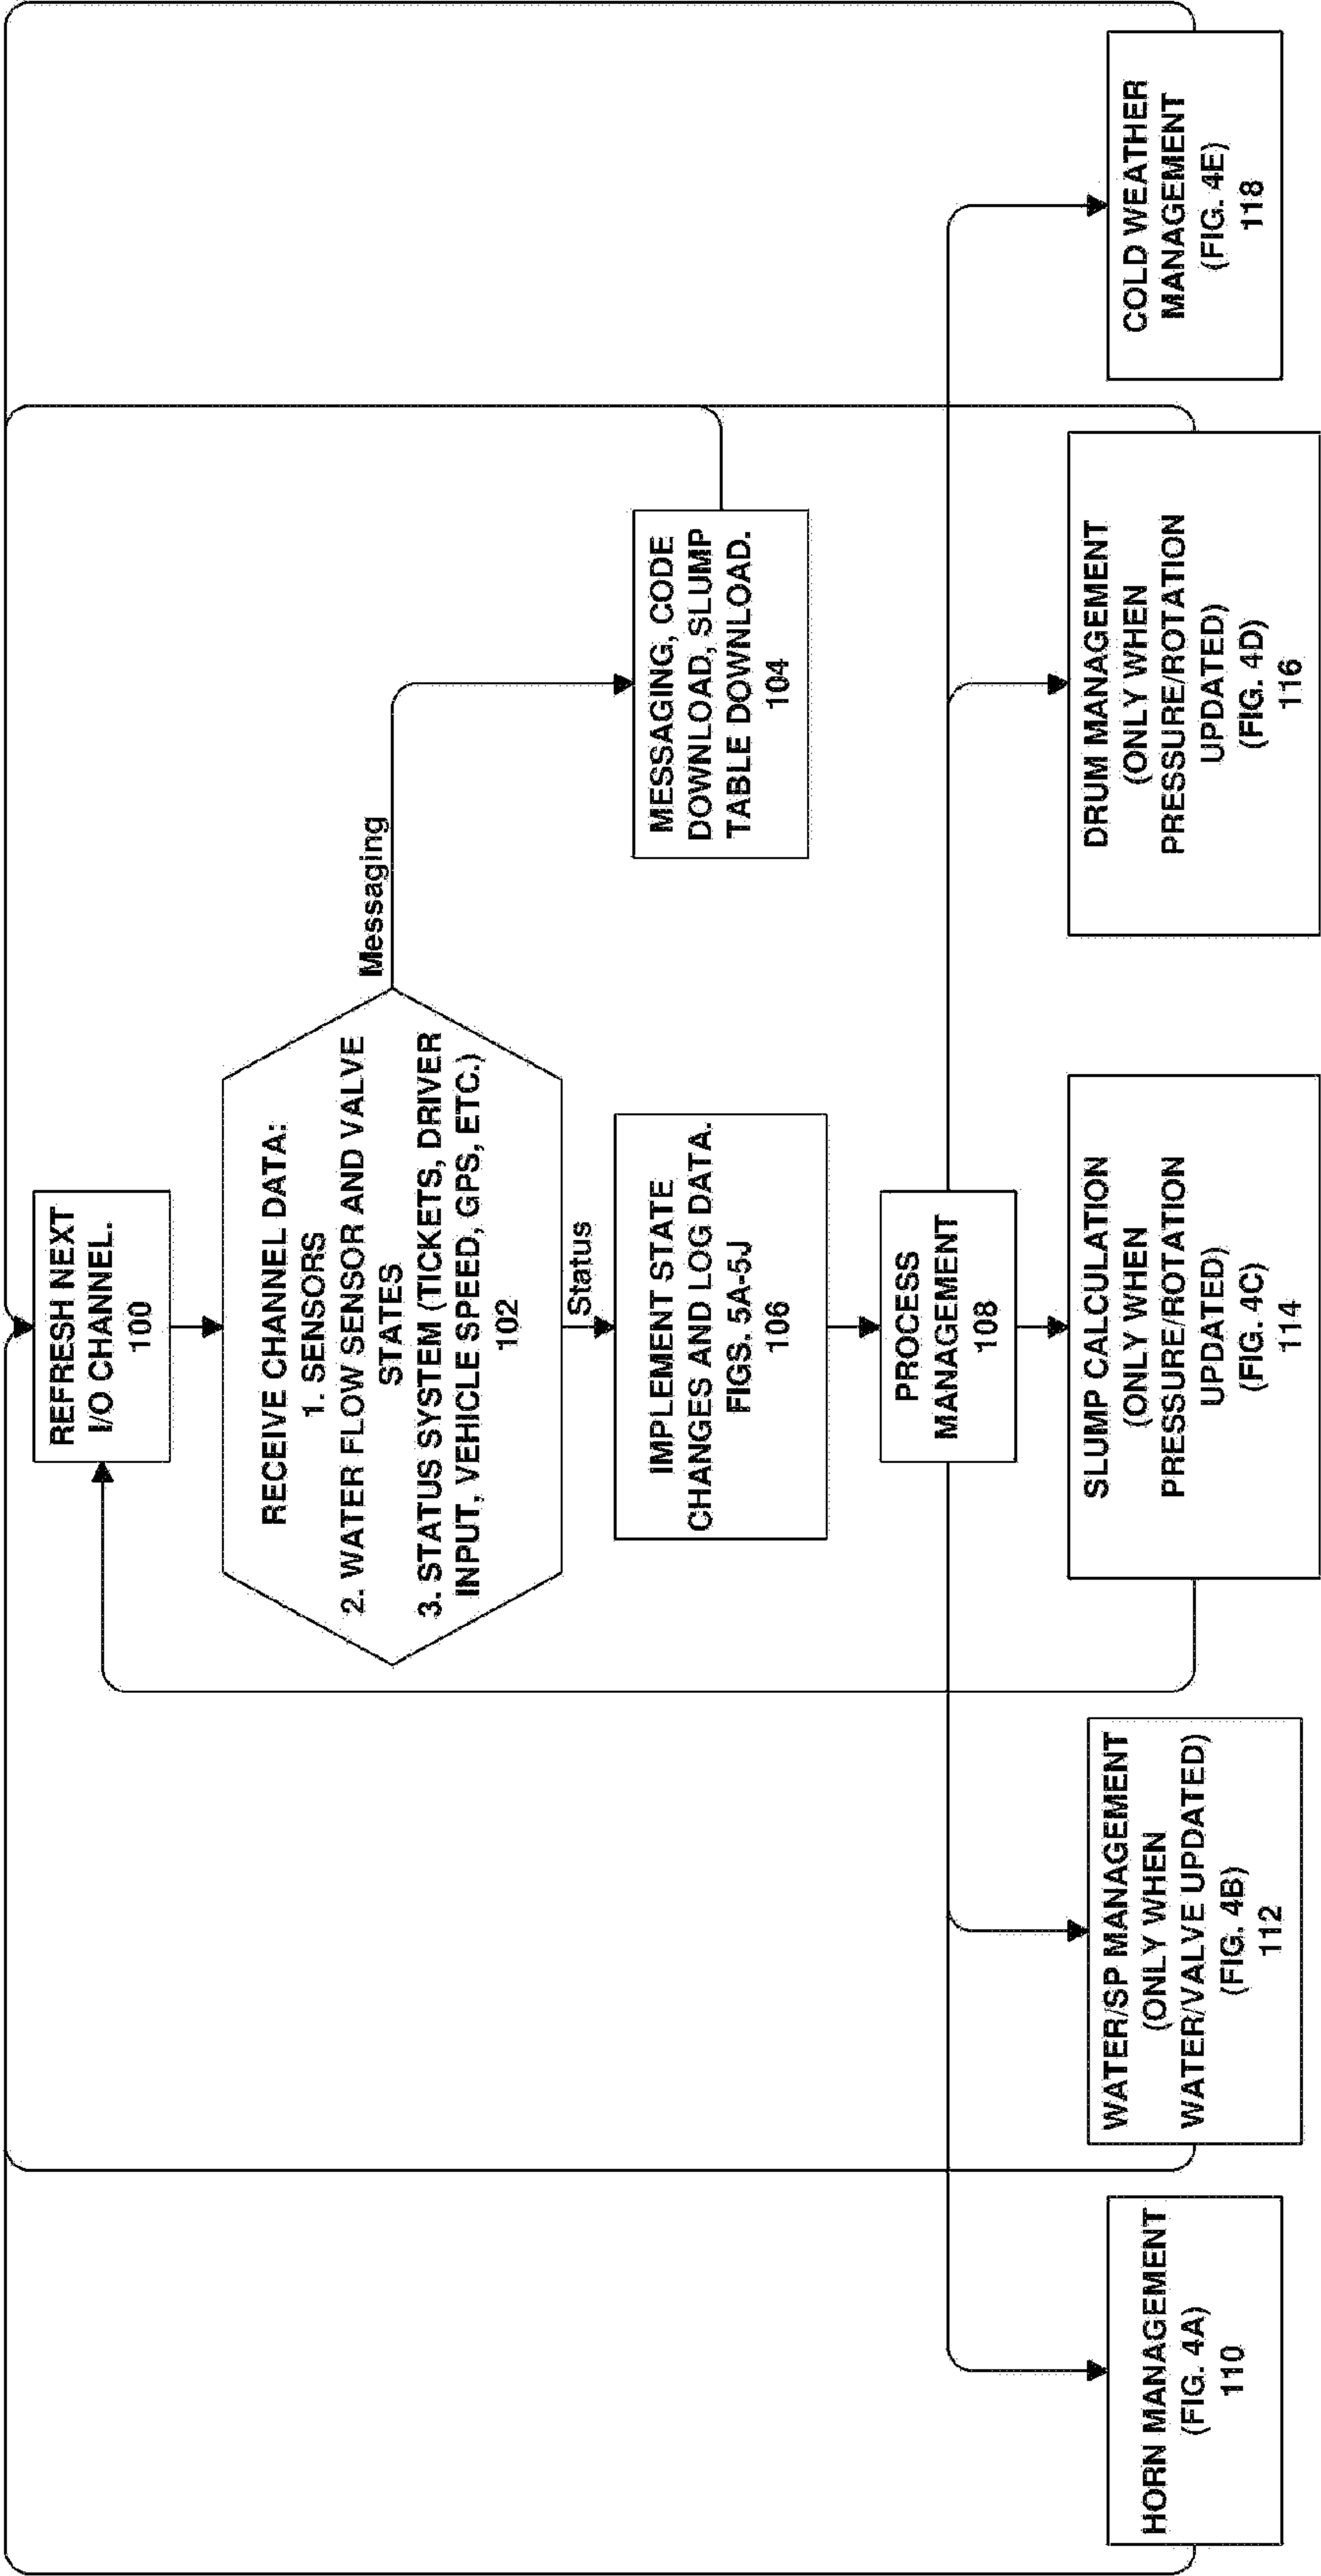 REFRESH NEXT
I/O CHANNEL.
100
RECEIVE CHANNEL DATA:
1. SENSORS
2. WATER FLOW SENSOR AND VALVE
STATES
3. STATUS SYSTEM (TICKETS, DRIVER
INPUT, VEHICLE SPEED, GPS, ETC.)
102
Messaging
Status
MESSAGING, CODE
DOWNLOAD, SLUMP
TABLE DOWNLOAD.
104
IMPLEMENT STATE
CHANGES AND LOG DATA.
FIGS. 5A-5J
106
PROCESS
MANAGEMENT
108
HORN MANAGEMENT
(FIG. 4A)
110
WATER/SP MANAGEMENT
(ONLY WHEN
WATER/VALVE UPDATED)
(FIG. 4B)
112
SLUMP CALCULATION
(ONLY WHEN
PRESSURE/ROTATION
UPDATED)
(FIG. 4C)
114
DRUM MANAGEMENT
(ONLY WHEN
PRESSURE/ROTATION
UPDATED)
(FIG. 4D)
116
COLD WEATHER
MANAGEMENT
(FIG. 4E)
118